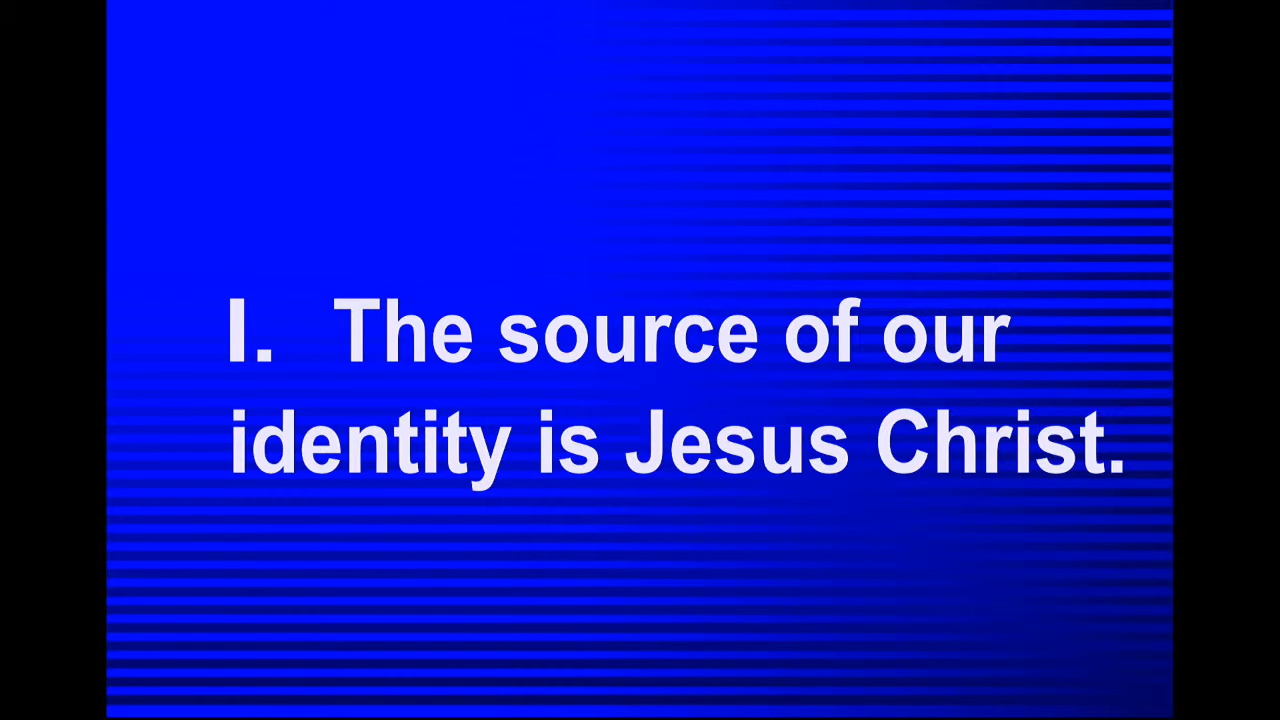 I. The source of our
identity is Jesus Christ.